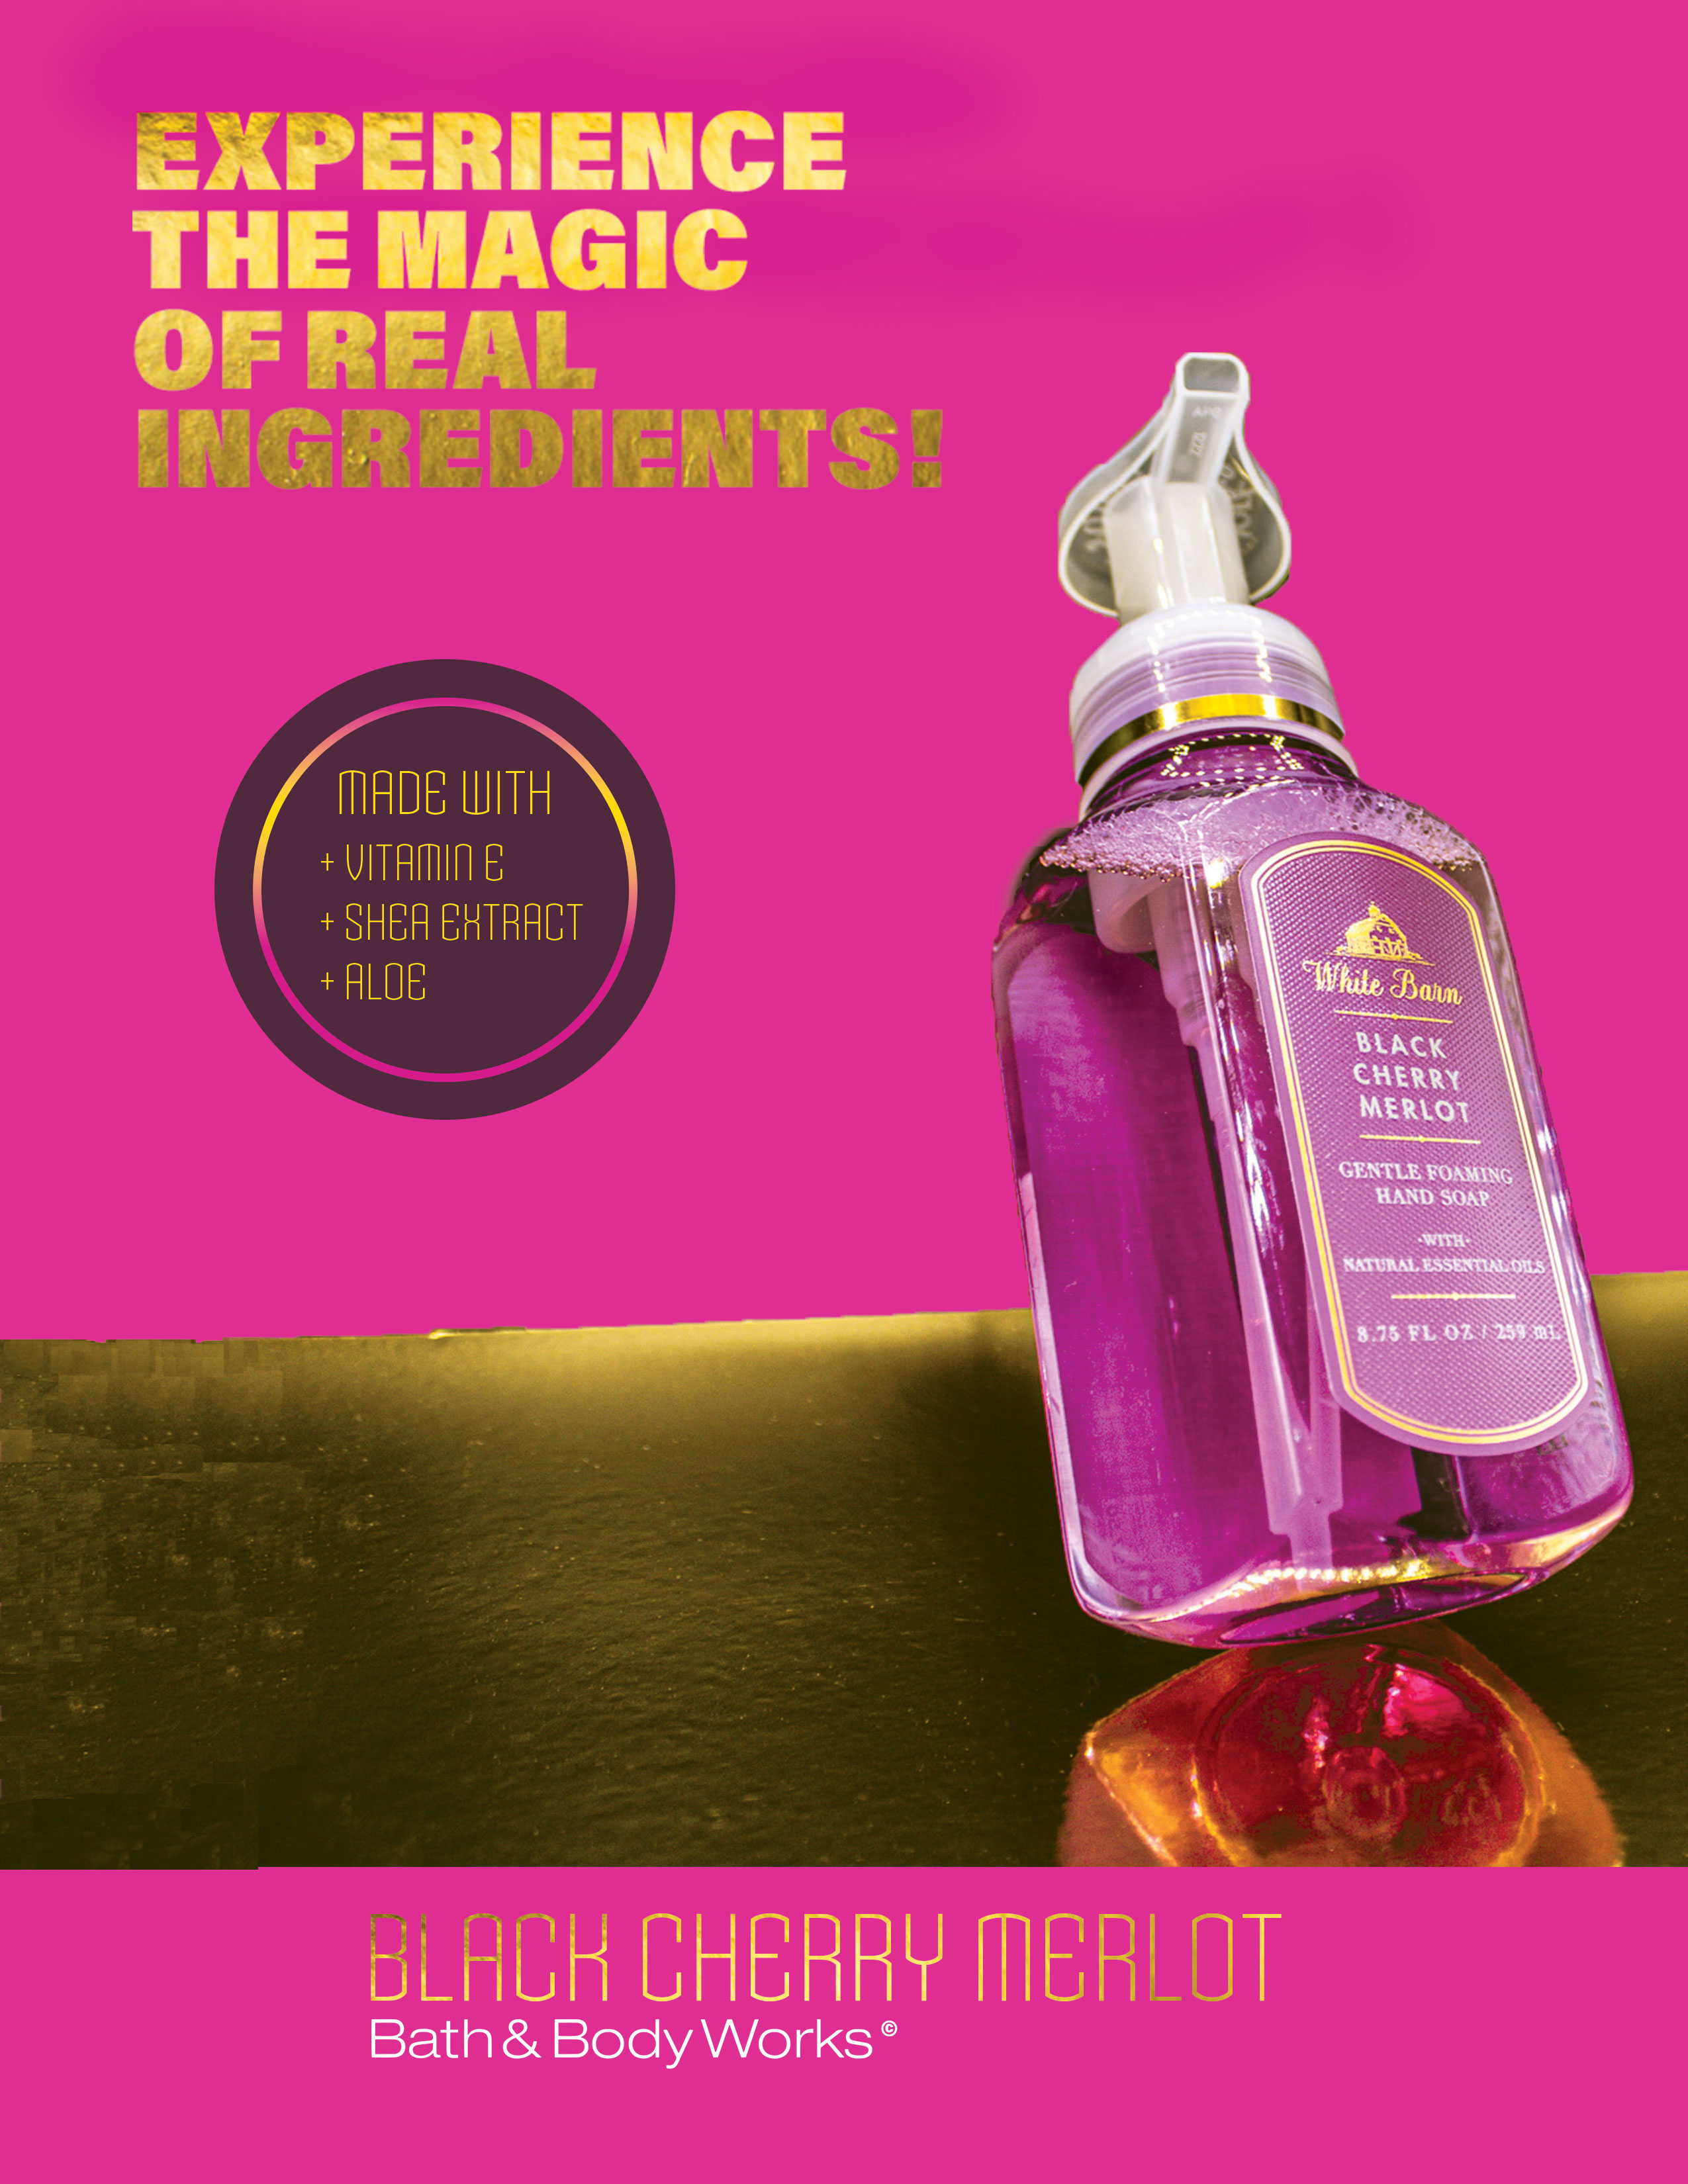 EXPERIENCE
THE MAGIC
OF REAL
INGREDIENTS!
MADE WITH
+ VITAMIN E
+ SHEA EXTRACT
+ ALOE
White Barn
BLACK
CHERRY
MERLOT
GENTLE FOAMING
HAND SOAP
·WITH·
NATURAL ESSENTIAL OILS
8.75 FL OZ / 259 mL
BLACK CHERRY MERLOT
Bath & Body Works ©